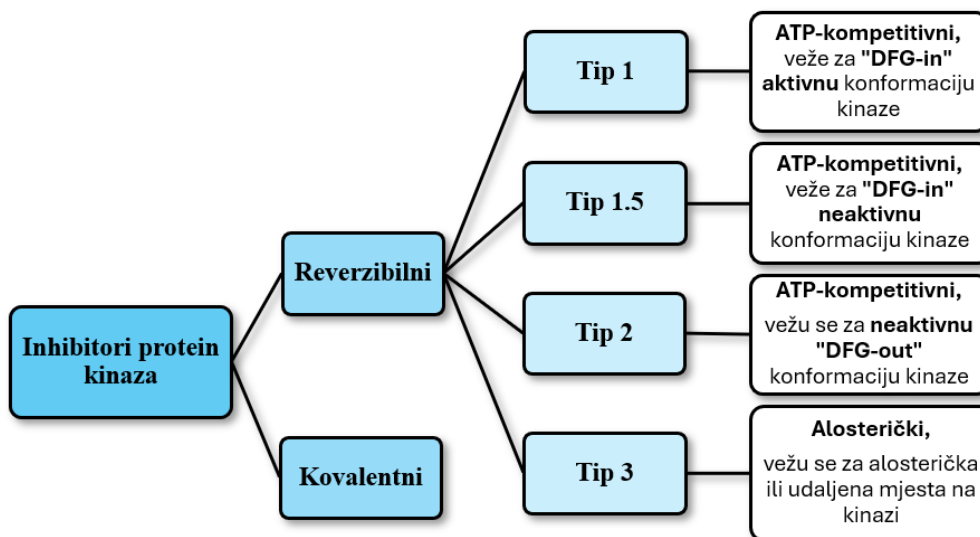 Inhibitori protein
kinaza
Reverzibilni
Kovalentni
Tip 1
ATP-kompetitivni,
veže za "DFG-in"
aktivnu konformaciju
kinaze
Tip 1.5
ATP-kompetitivni,
veže za "DFG-in"
neaktivnu
konformaciju kinaze
Tip 2
ATP-kompetitivni,
vežu se za neaktivnu
"DFG-out"
konformaciju kinaze
Tip 3
Alosterički,
vežu se za alosterička
ili udaljena mjesta na
kinazi